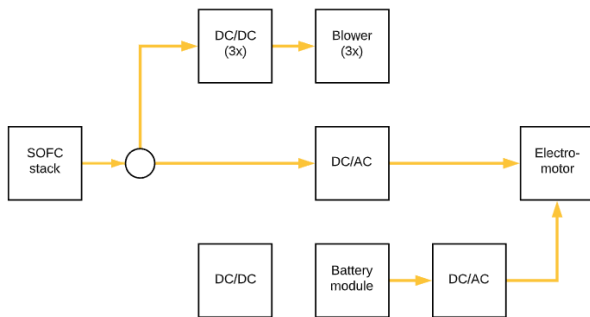 DC/DC
(3x)
Blower
(3x)
SOFC
stack
DC/AC
Electro-
motor
DC/DC
Battery
module
DC/AC